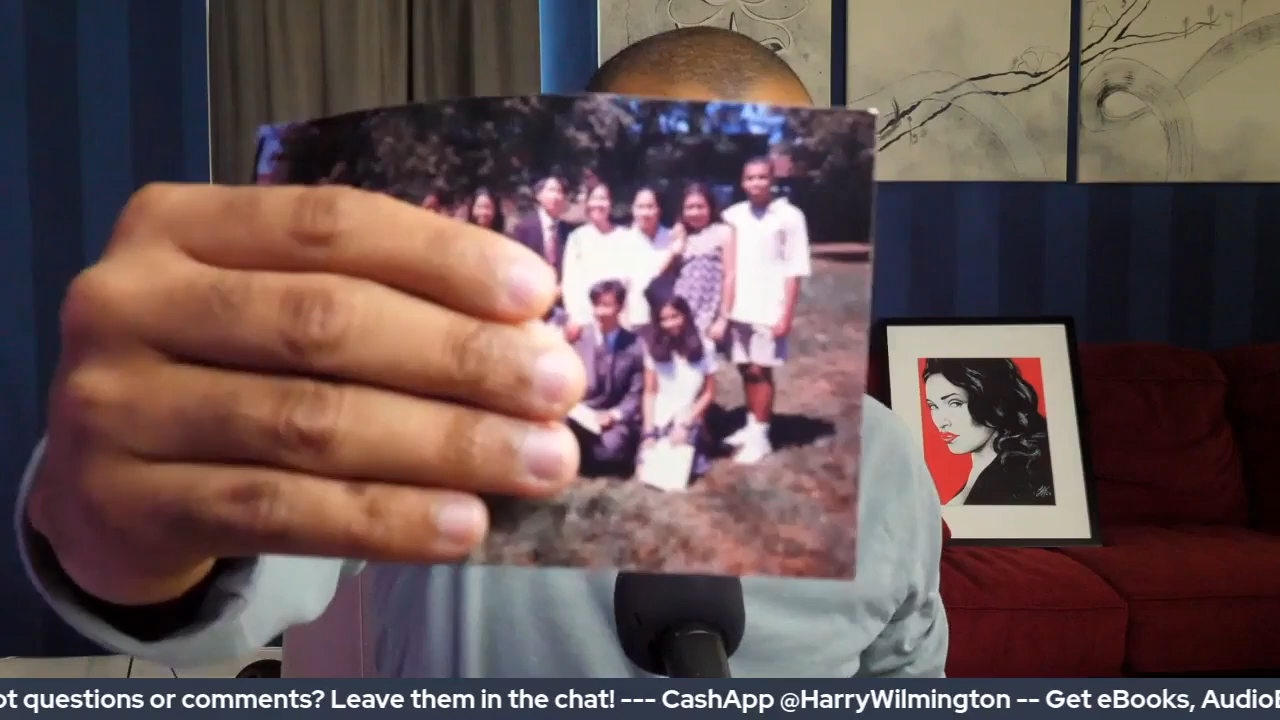 ot questions or comments? Leave them in the chat! --- CashApp @HarryWilmington -- Get eBooks, Audio